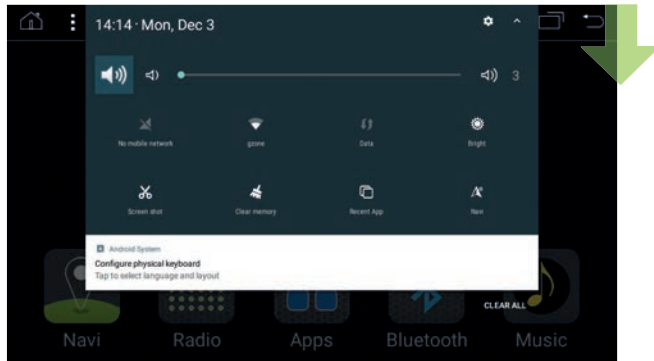 14:14 · Mon, Dec 3
3
No mobile network
gzone
Data
Bright
Screen shot
Clear memory
Recent App
Navi
Android System
Configure physical keyboard
Tap to select language and layout
CLEAR ALL
Navi
Radio
Apps
Bluetooth
Music